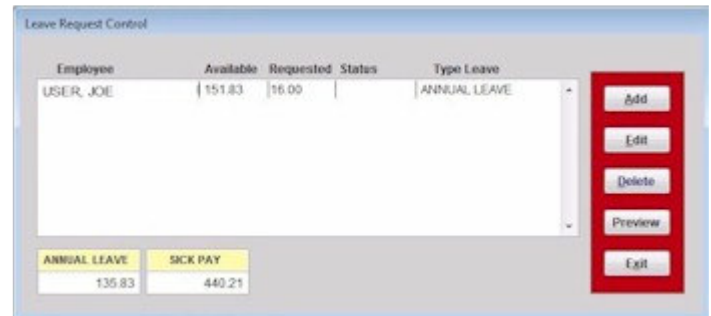 Leave Request Control
Employee Available Requested Status Type Leave
USER, JOE 151.83 16.00 ANNUAL LEAVE
Add
Edit
Delete
Preview
Exit
ANNUAL LEAVE SICK PAY
135.83 440.21